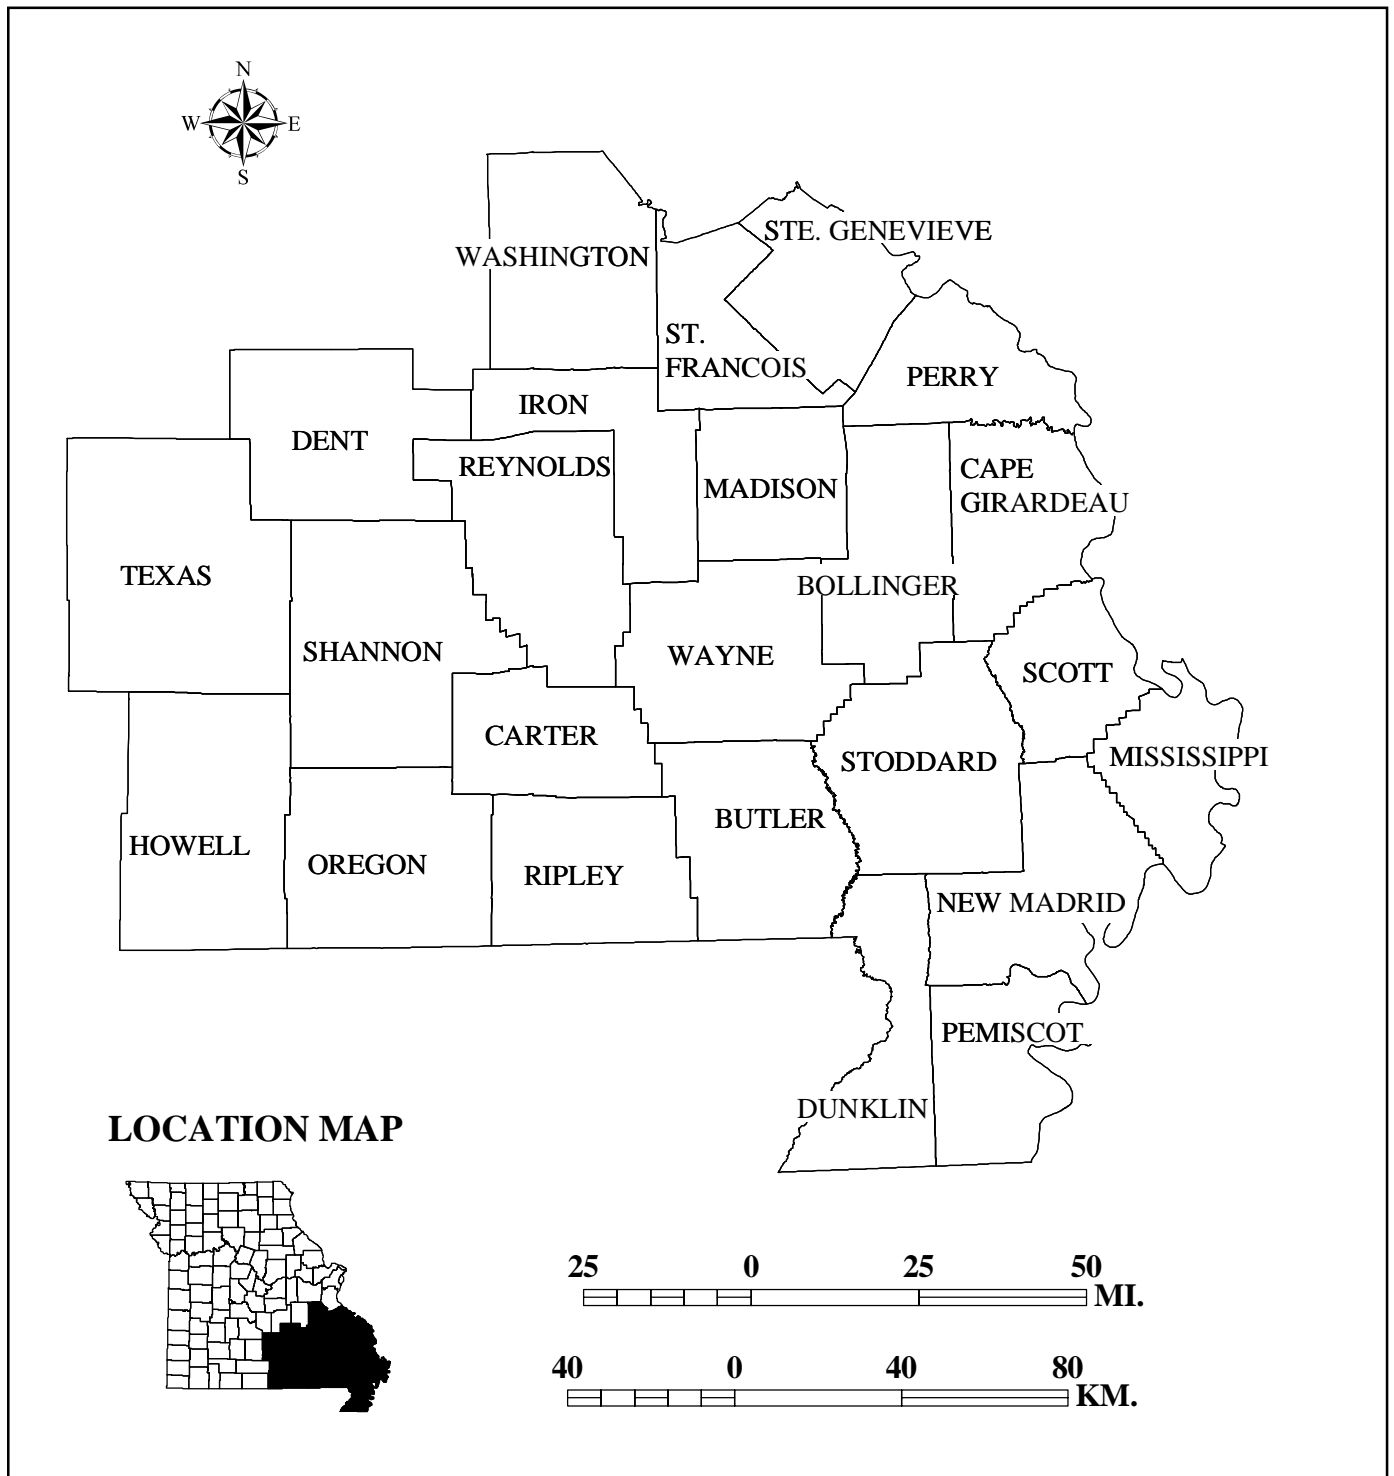 N
W E
S
STE. GENEVIEVE
WASHINGTON
ST.
FRANCOIS
PERRY
IRON
DENT
REYNOLDS
MADISON
CAPE
GIRARDEAU
TEXAS
BOLLINGER
SHANNON
WAYNE
SCOTT
CARTER
STODDARD
MISSISSIPPI
HOWELL
OREGON
RIPLEY
BUTLER
NEW MADRID
PEMISCOT
DUNKLIN
LOCATION MAP
25 0 25 50
MI.
40 0 40 80
KM.